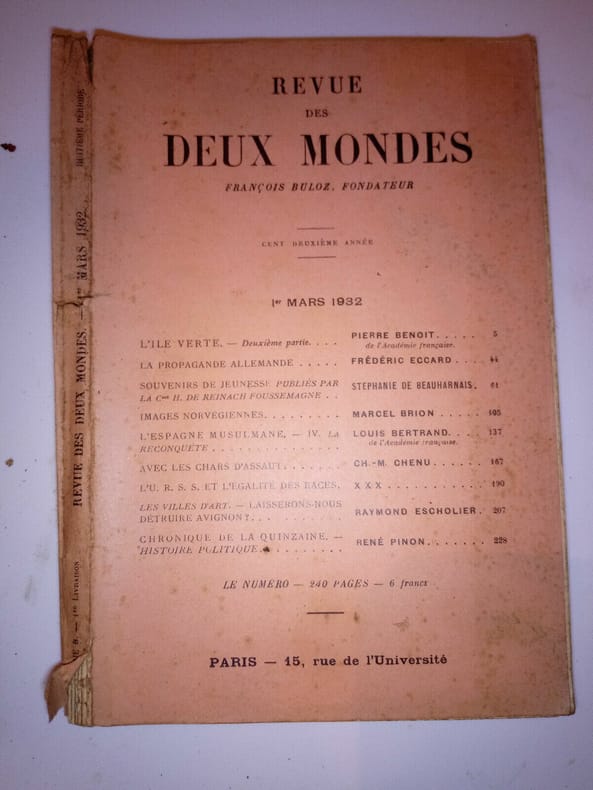 REVUE
DES
DEUX MONDES
FRANÇOIS BULOZ, FONDATEUR
CENT DEUXIÈME ANNÉE
1er MARS 1932
L'ILE VERTE. — Deuxième partie. . . . PIERRE BENOIT. . . . . 5
de l'Académie française.
LA PROPAGANDE ALLEMANDE . . . . . FRÉDÉRIC ECCARD . . . . 44
SOUVENIRS DE JEUNESSE PUBLIÉS PAR
LA Csse H. DE REINACH FOUSSEMAGNE . . STÉPHANIE DE BEAUHARNAIS. 61
IMAGES NORVÉGIENNES. . . . . . . . . MARCEL BRION . . . . . 105
L'ESPAGNE MUSULMANE. — IV. LA
RECONQUÊTE . . . . . . . . . . . . . . . LOUIS BERTRAND. . . . 137
de l'Académie française.
AVEC LES CHARS D'ASSAUT. . . . . . . CH.-M. CHENU . . . . . . 167
L'U. R. S. S. ET L'ÉGALITÉ DES RACES. X X X . . . . . . . . . . . 190
LES VILLES D'ART. — LAISSERONS-NOUS
DÉTRUIRE AVIGNON ?. . . . . . . . . . RAYMOND ESCHOLIER. 207
CHRONIQUE DE LA QUINZAINE. —
HISTOIRE POLITIQUE. . . . . . . . . . RENÉ PINON. . . . . . . 228
LE NUMÉRO — 240 PAGES — 6 francs
PARIS — 15, rue de l'Université
REVUE DES DEUX MONDES. — 1er MARS 1932.
HUITIÈME PÉRIODE
1re LIVRAISON